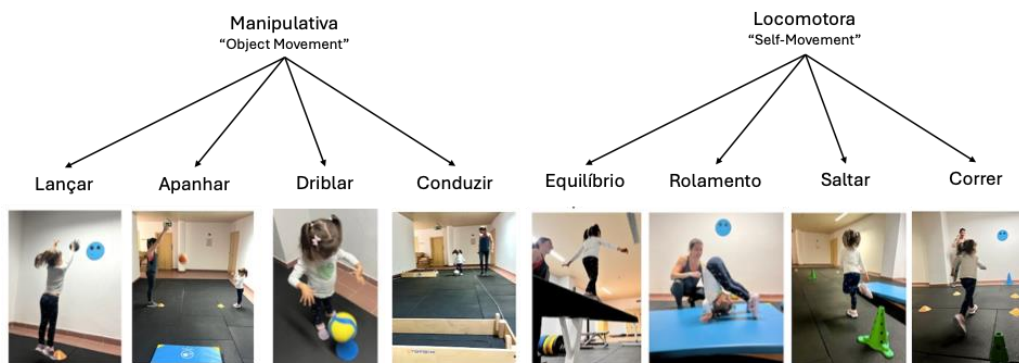 Manipulativa
“Object Movement”
Locomotora
“Self-Movement”
Lançar
Apanhar
Driblar
Conduzir
Equilíbrio
Rolamento
Saltar
Correr